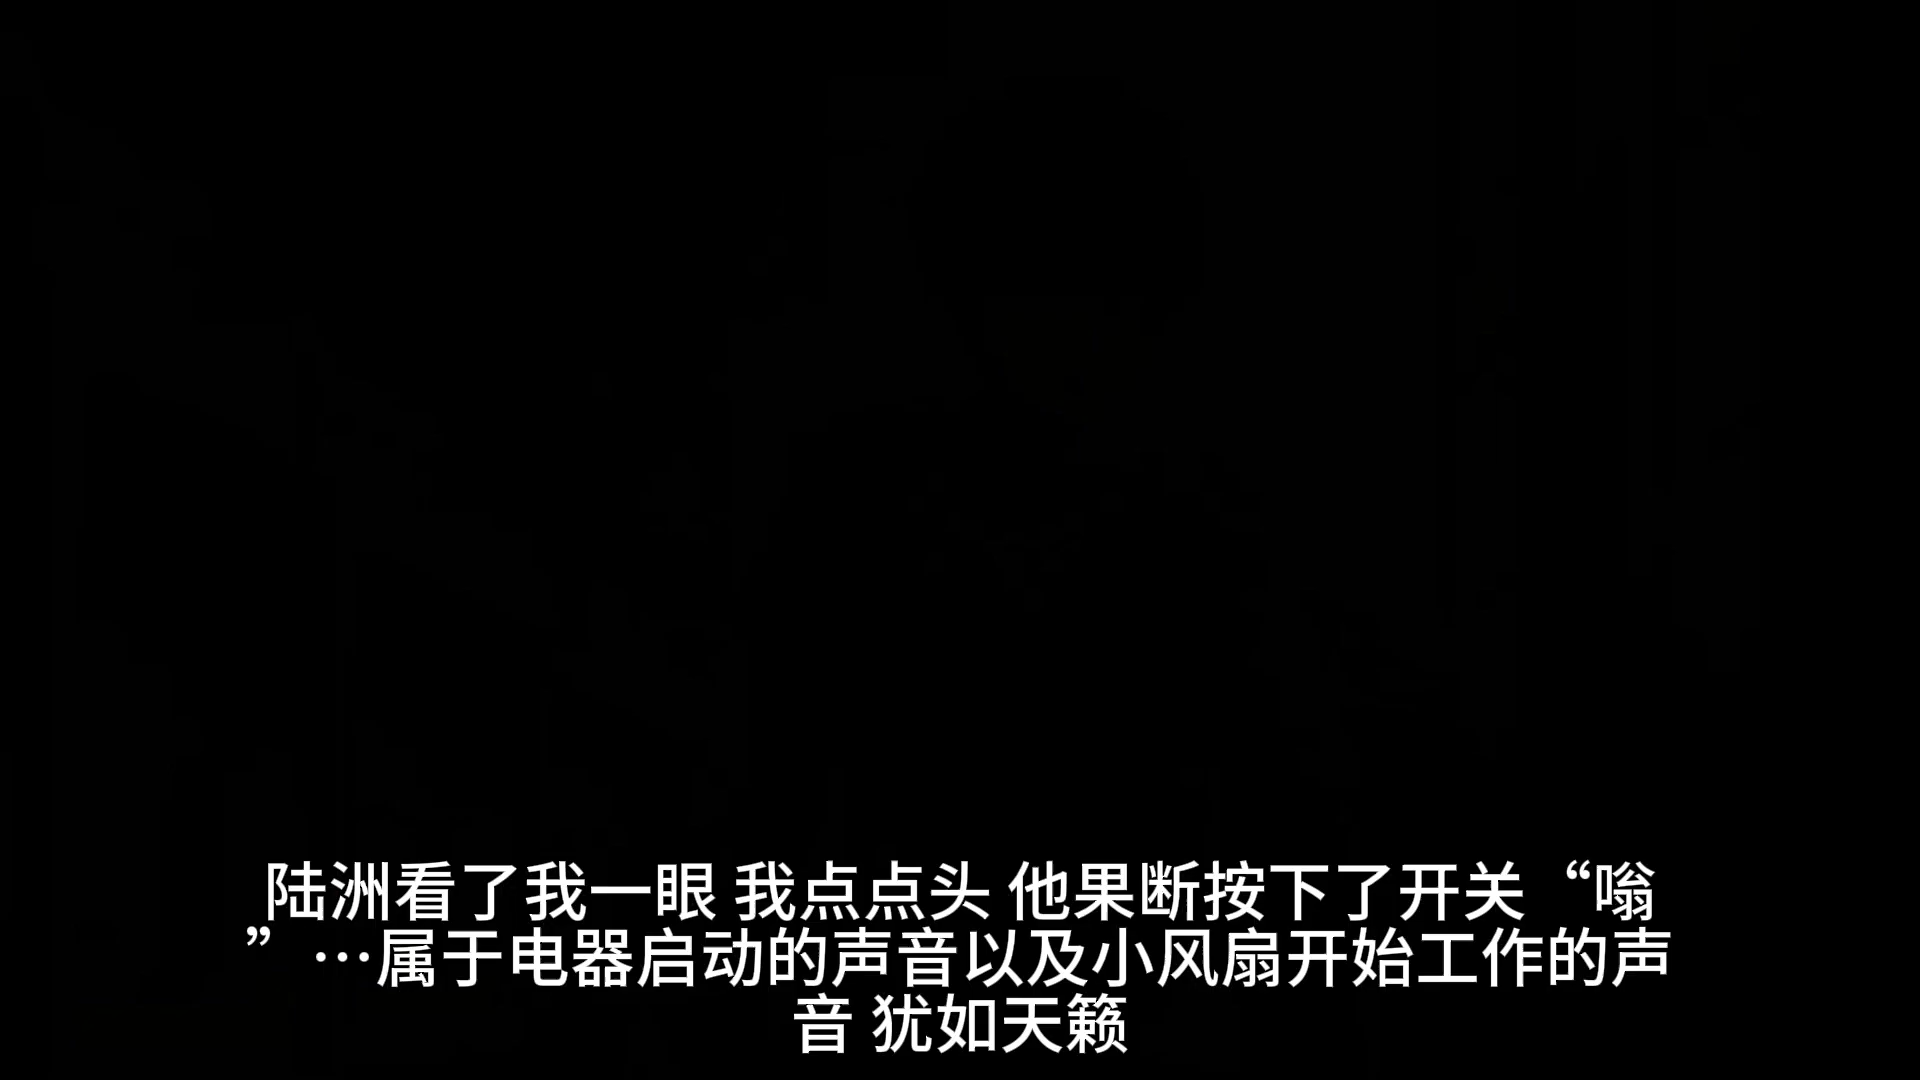 陆洲看了我一眼 我点点头 他果断按下了开关“嗡
”…属于电器启动的声音以及小风扇开始工作的声
音 犹如天籁